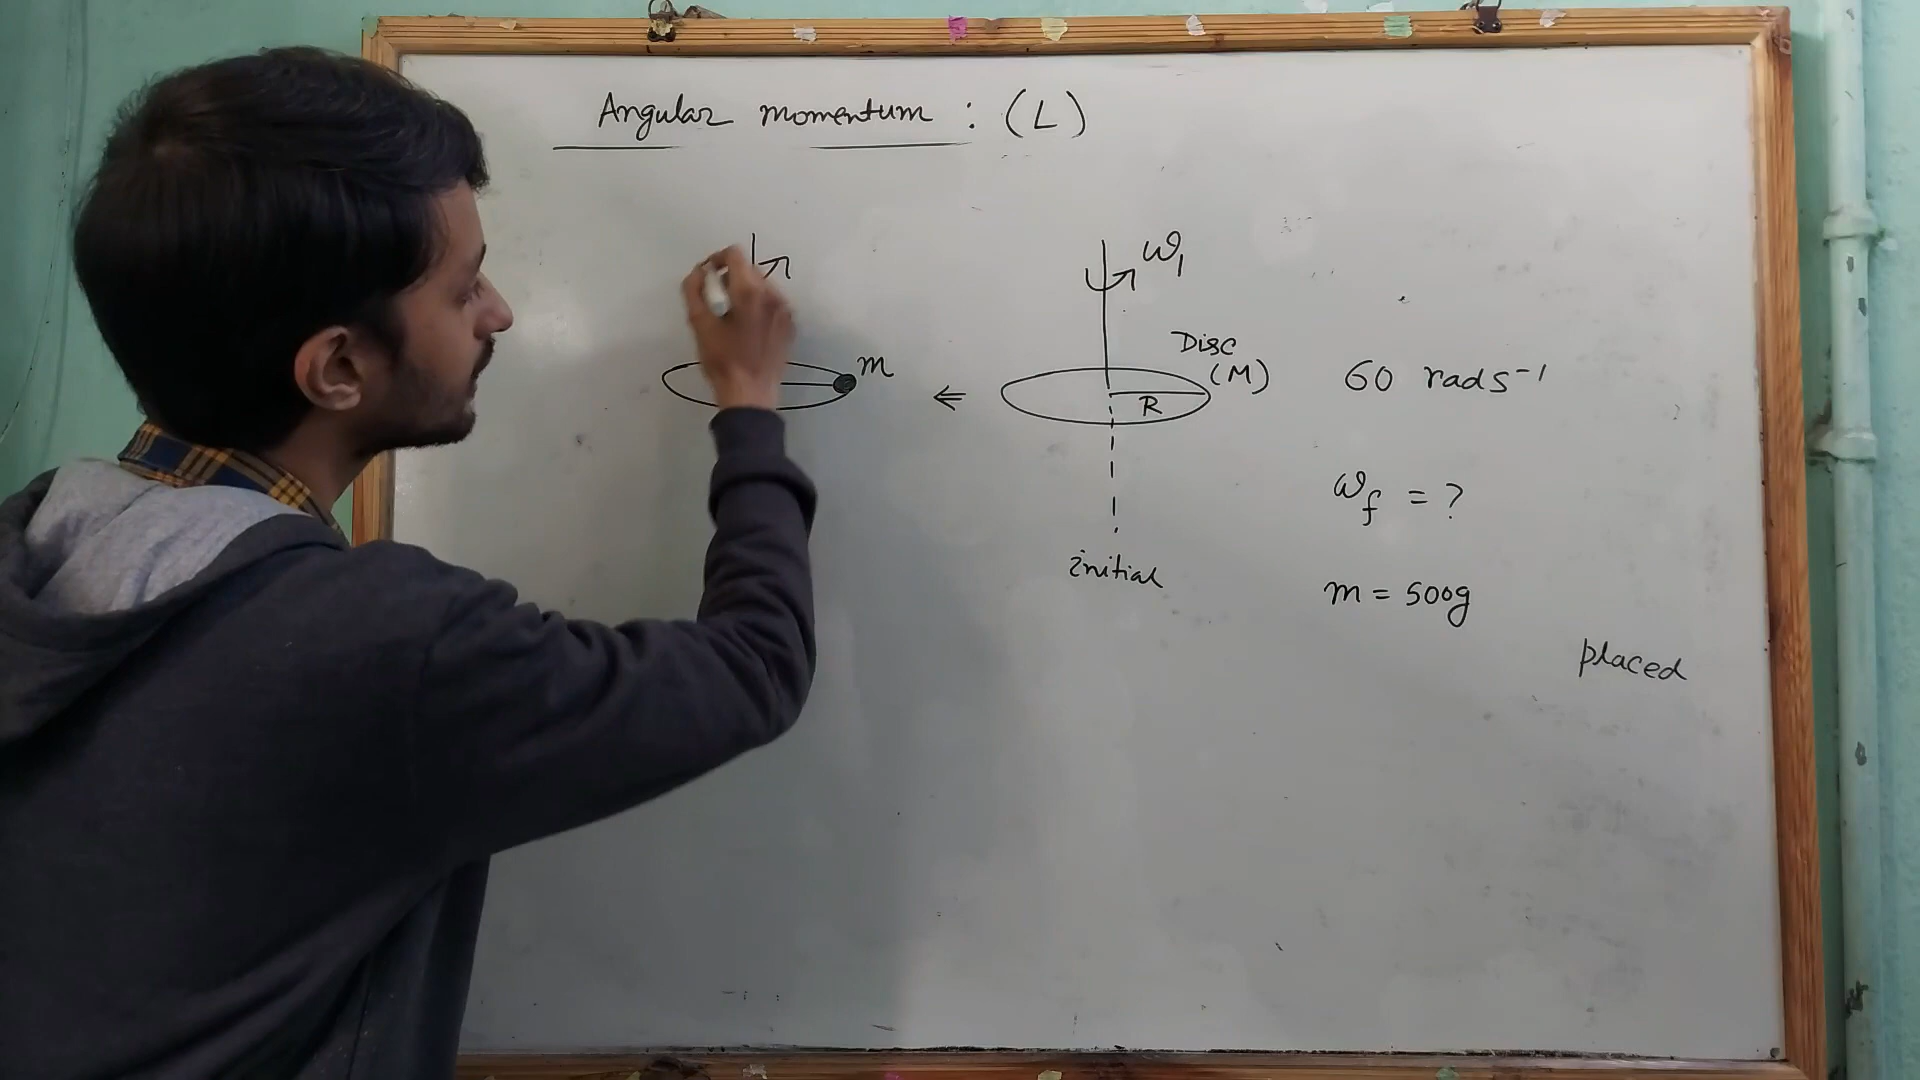 Angular momentum : (L)
ω1
m
Disc
(M)
R
60 rads⁻¹
ωf = ?
initial
m = 500g
placed